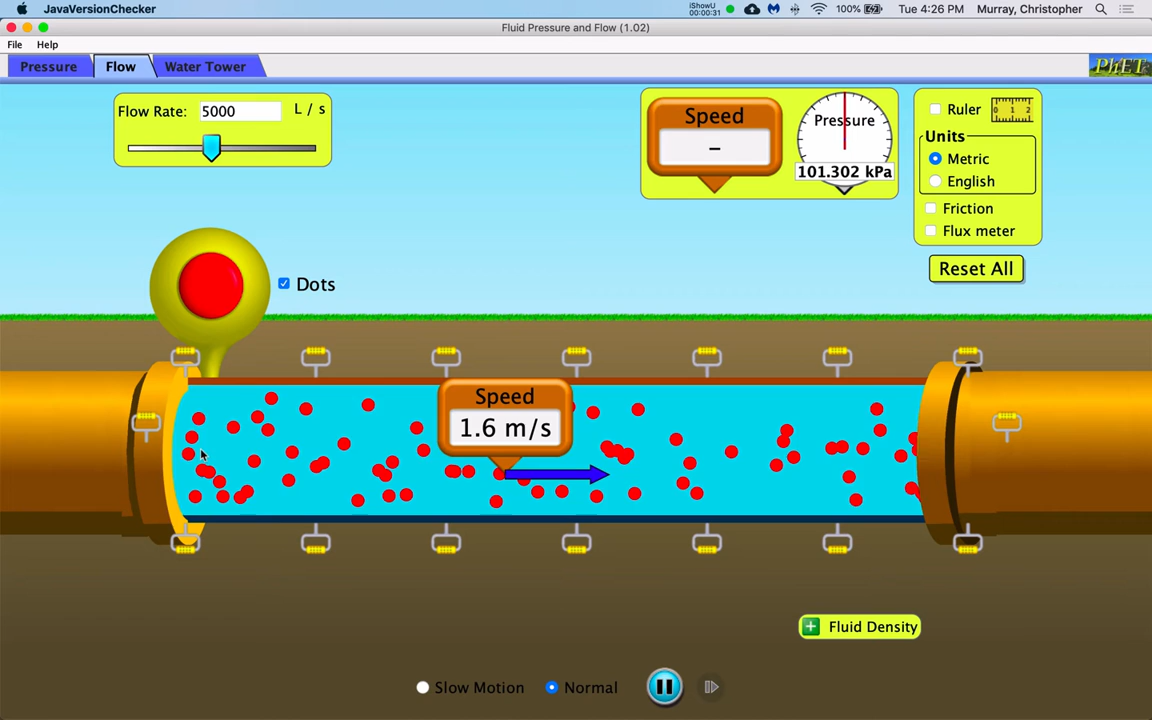 JavaVersionChecker
iShowU
00:00:31
100%
Tue 4:26 PM
Murray, Christopher
Fluid Pressure and Flow (1.02)
File Help
Pressure
Flow
Water Tower
PhET
Flow Rate: 5000 L / s
Speed
–
Pressure
101.302 kPa
Ruler
0 1 2
Units
Metric
English
Friction
Flux meter
Reset All
Dots
Speed
1.6 m/s
Fluid Density
Slow Motion
Normal